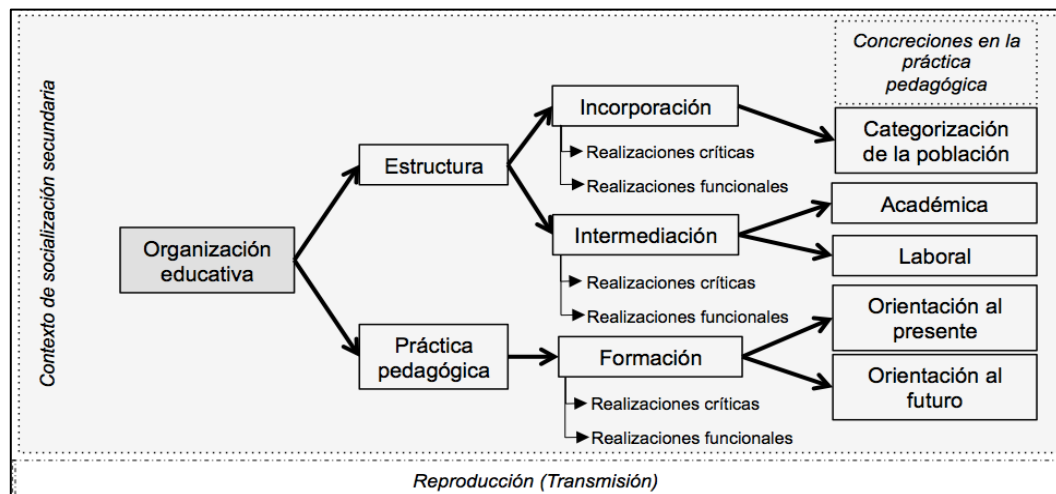 Contexto de socialización secundaria
Concreciones en la
práctica
pedagógica
Organización
educativa
Estructura
Incorporación
Realizaciones críticas
Realizaciones funcionales
Categorización
de la población
Intermediación
Realizaciones críticas
Realizaciones funcionales
Académica
Laboral
Práctica
pedagógica
Formación
Realizaciones críticas
Realizaciones funcionales
Orientación al
presente
Orientación al
futuro
Reproducción (Transmisión)